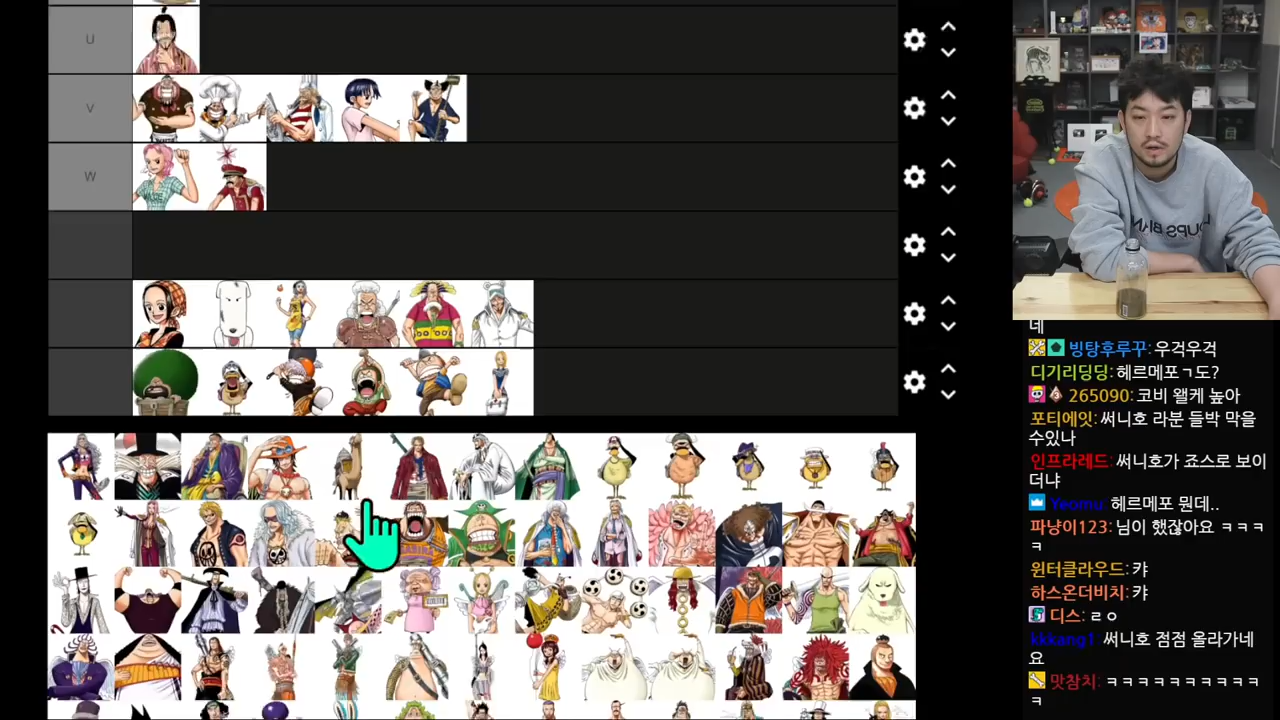 U
V
W
네
빙탕후루꾸:우걱우걱
디기리딩딩:헤르메포ㄱ도?
265090:코비 왤케 높아
포티에잇:써니호 라분 들박 막을
수있나
인프라레드:써니호가 죠스로 보이
더냐
Yeomu:헤르메포 뭔데..
파냥이123:님이 했잖아요 ㅋㅋㅋ
ㅋ
윈터클라우드:캬
하스온더비치:캬
디스:ㄹㅇ
kkkang1:써니호 점점 올라가네
요
맛참치:ㅋㅋㅋㅋㅋㅋㅋㅋㅋㅋ
ㅋ